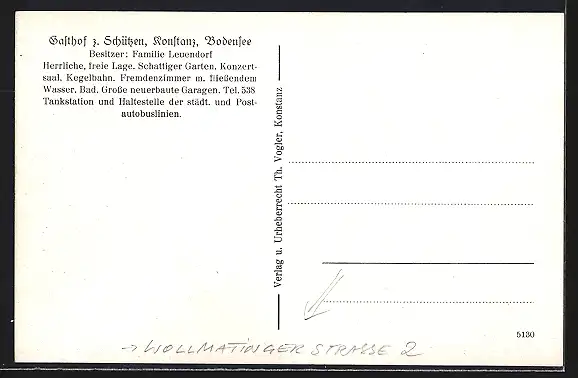 Gasthof z. Schützen, Konstanz, Bodensee
Besitzer: Familie Leuendorf
Herrliche, freie Lage. Schattiger Garten. Konzert-
saal. Kegelbahn. Fremdenzimmer m. fließendem
Wasser. Bad. Große neuerbaute Garagen. Tel. 538
Tankstation und Haltestelle der städt. und Post-
autobuslinien.
Verlag u. Urheberrecht Th. Vogler, Konstanz
5130
→ WOLLMATINGER STRASSE 2